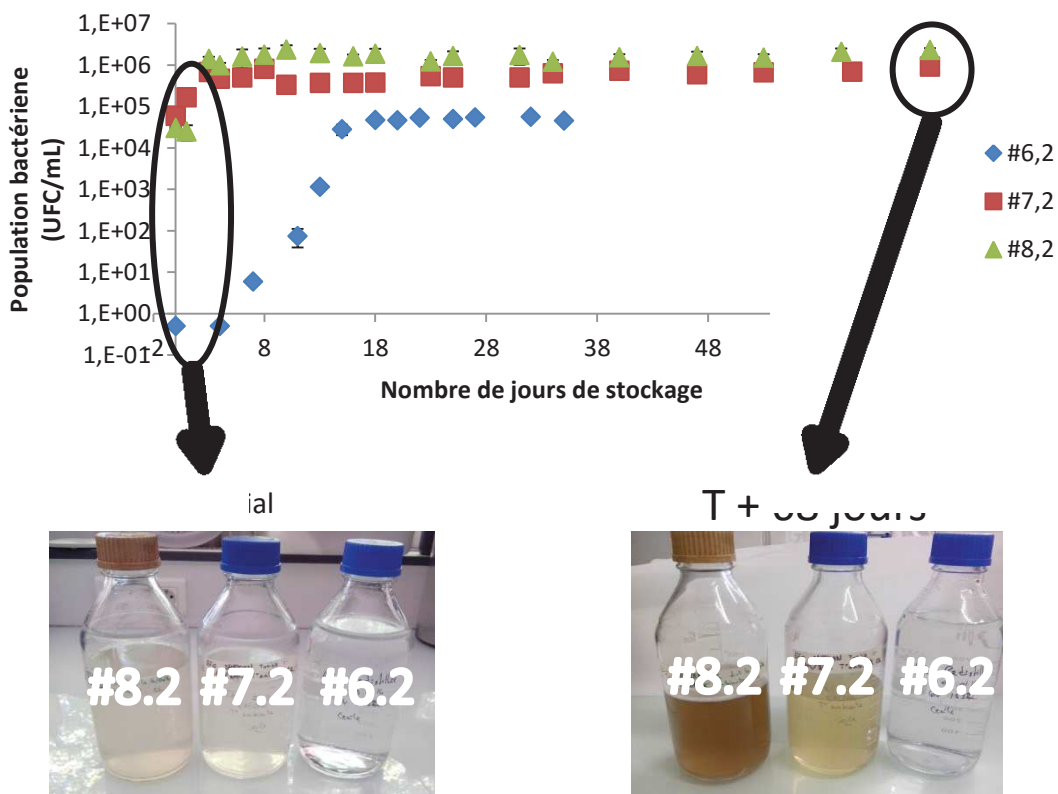 1,E+07
1,E+06
1,E+05
1,E+04
1,E+03
1,E+02
1,E+01
1,E+00
1,E-01
Population bactériene
(UFC/mL)
-2 8 18 28 38 48
Nombre de jours de stockage
#6,2
#7,2
#8,2
ial
T + jours
#8.2 #7.2 #6.2
#8.2 #7.2 #6.2